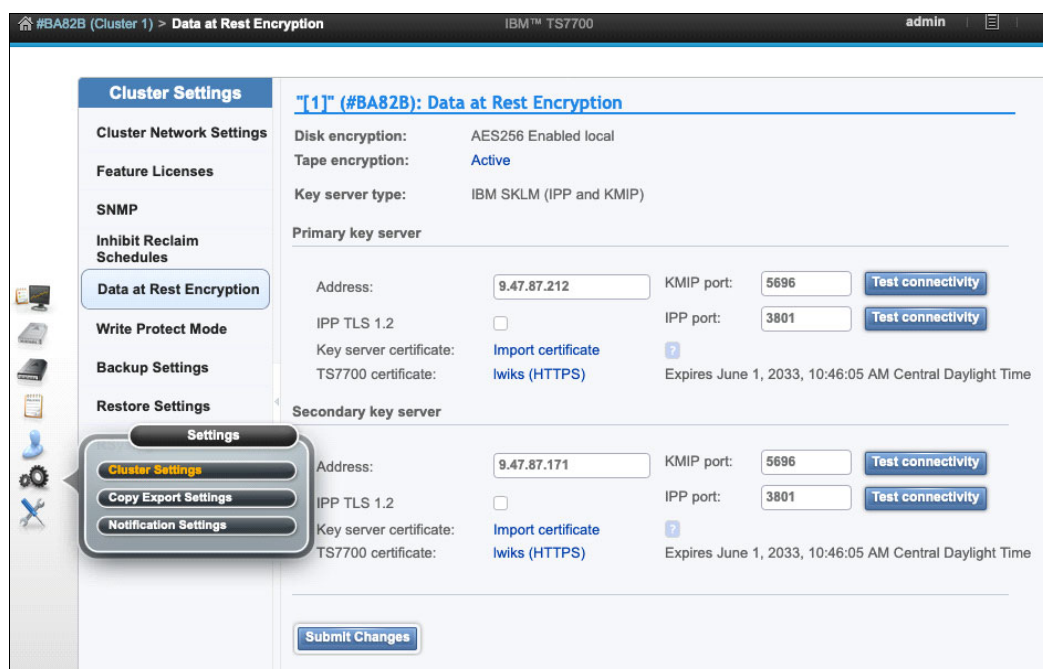 #BA82B (Cluster 1) > Data at Rest Encryption IBM™ TS7700 admin
Cluster Settings
Cluster Network Settings
Feature Licenses
SNMP
Inhibit Reclaim
Schedules
Data at Rest Encryption
Write Protect Mode
Backup Settings
Restore Settings
Settings
Cluster Settings
Copy Export Settings
Notification Settings
"[1]" (#BA82B): Data at Rest Encryption
Disk encryption: AES256 Enabled local
Tape encryption: Active
Key server type: IBM SKLM (IPP and KMIP)
Primary key server
Address: 9.47.87.212 KMIP port: 5696 Test connectivity
IPP TLS 1.2 IPP port: 3801 Test connectivity
Key server certificate: Import certificate ?
TS7700 certificate: lwiks (HTTPS) Expires June 1, 2033, 10:46:05 AM Central Daylight Time
Secondary key server
Address: 9.47.87.171 KMIP port: 5696 Test connectivity
IPP TLS 1.2 IPP port: 3801 Test connectivity
Key server certificate: Import certificate ?
TS7700 certificate: lwiks (HTTPS) Expires June 1, 2033, 10:46:05 AM Central Daylight Time
Submit Changes